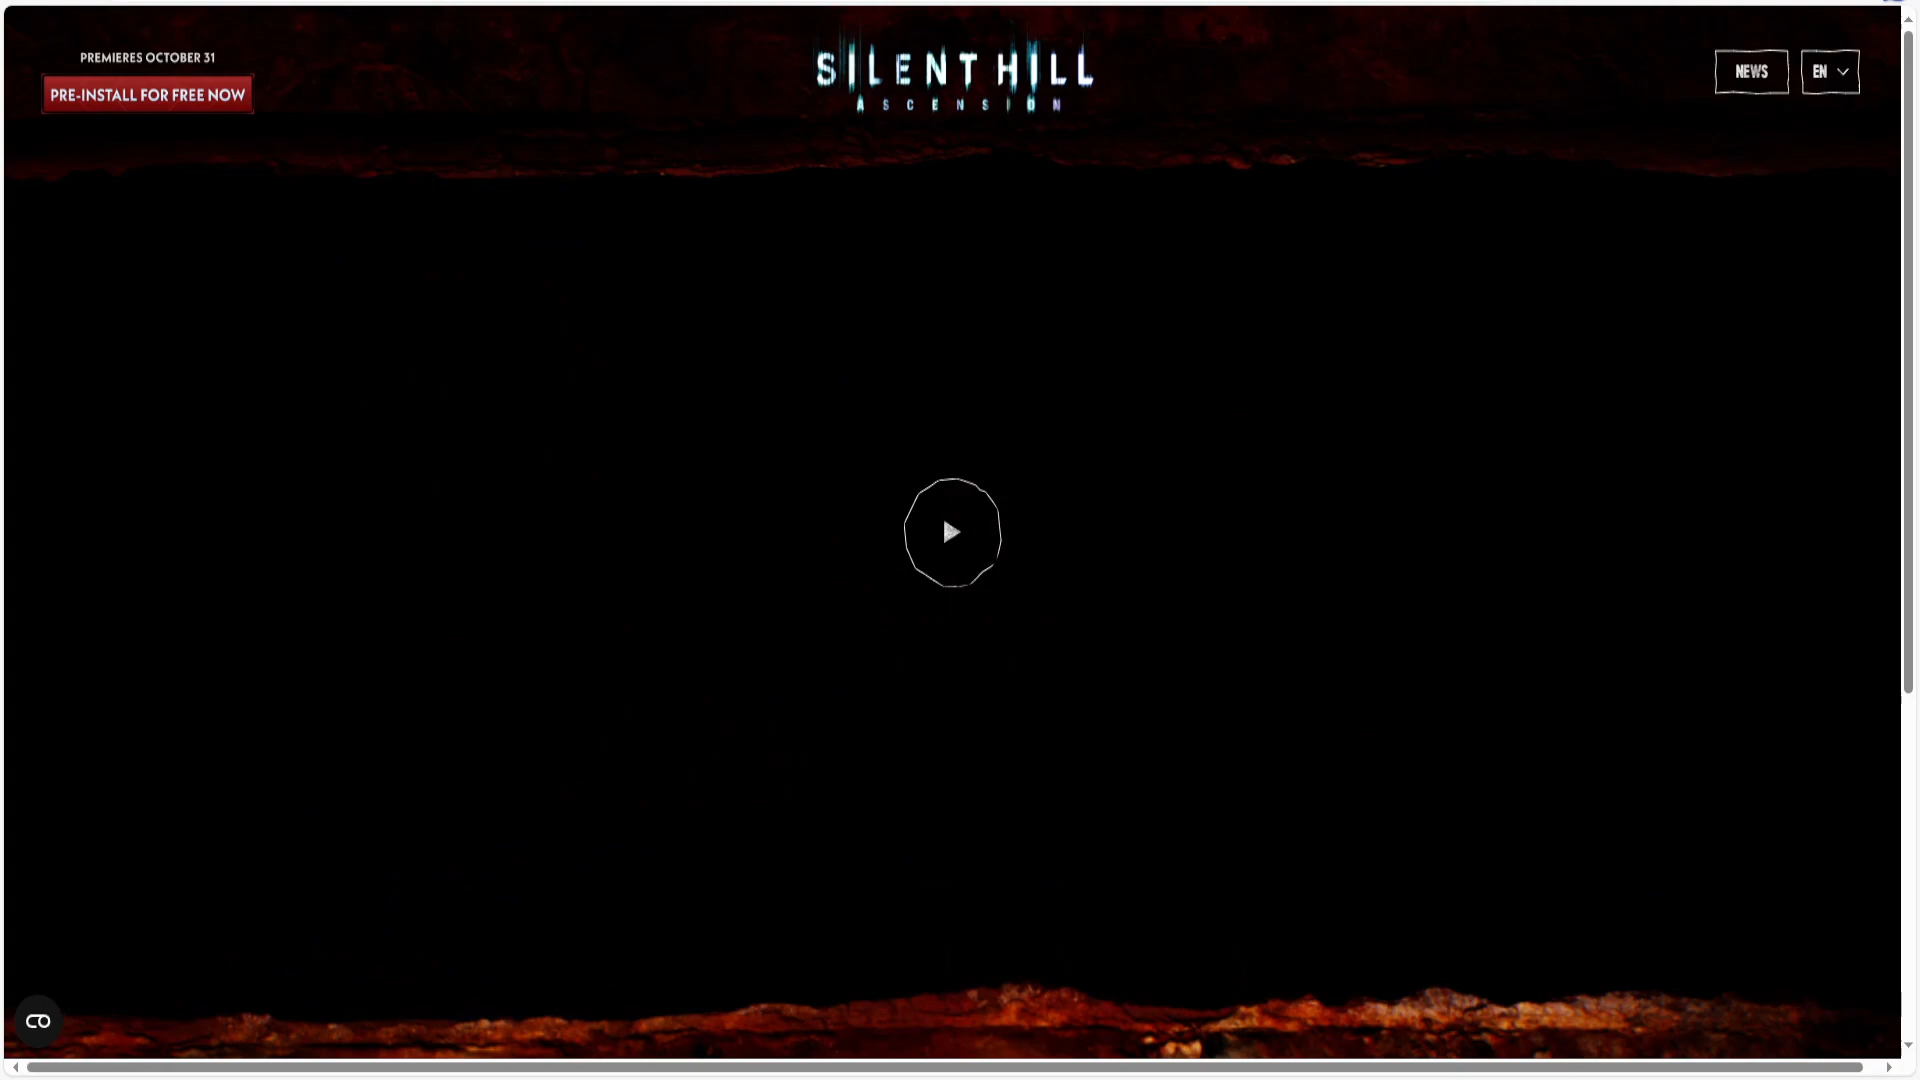 PREMIERES OCTOBER 31
PRE-INSTALL FOR FREE NOW
SILENT HILL
ASCENSION
NEWS
EN